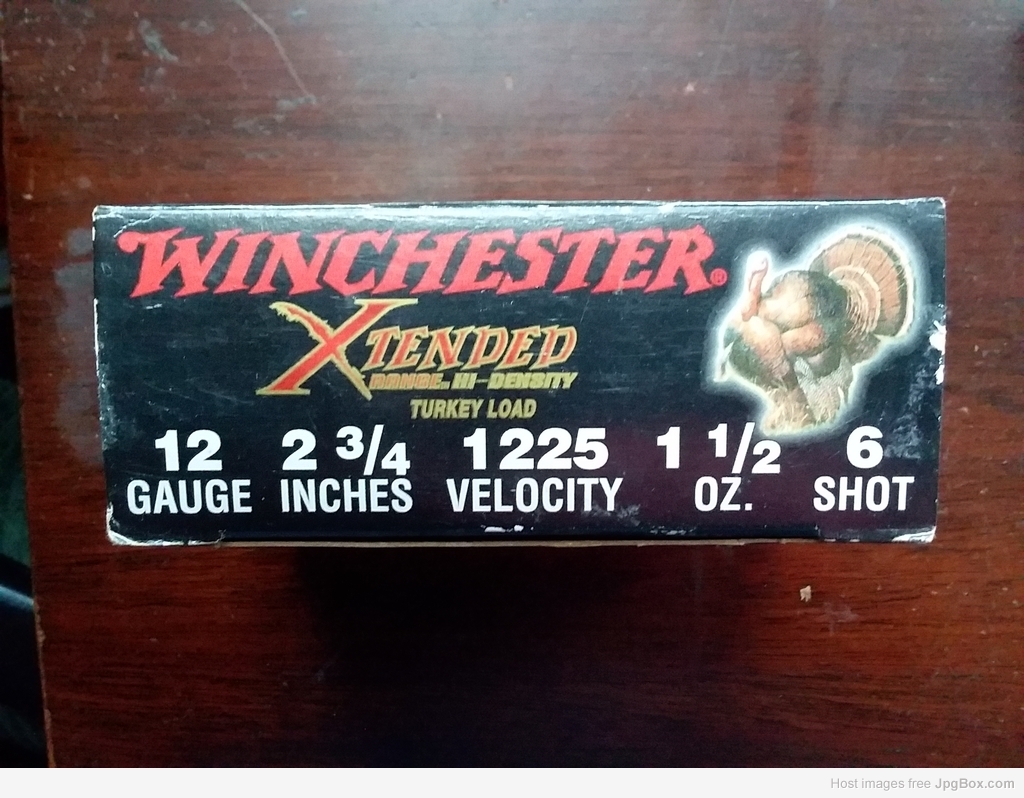 WINCHESTER®
XTENDED
RANGE HI-DENSITY
TURKEY LOAD
12 2 3/4 1225 1 1/2 6
GAUGE INCHES VELOCITY OZ. SHOT
Host images free JpgBox.com